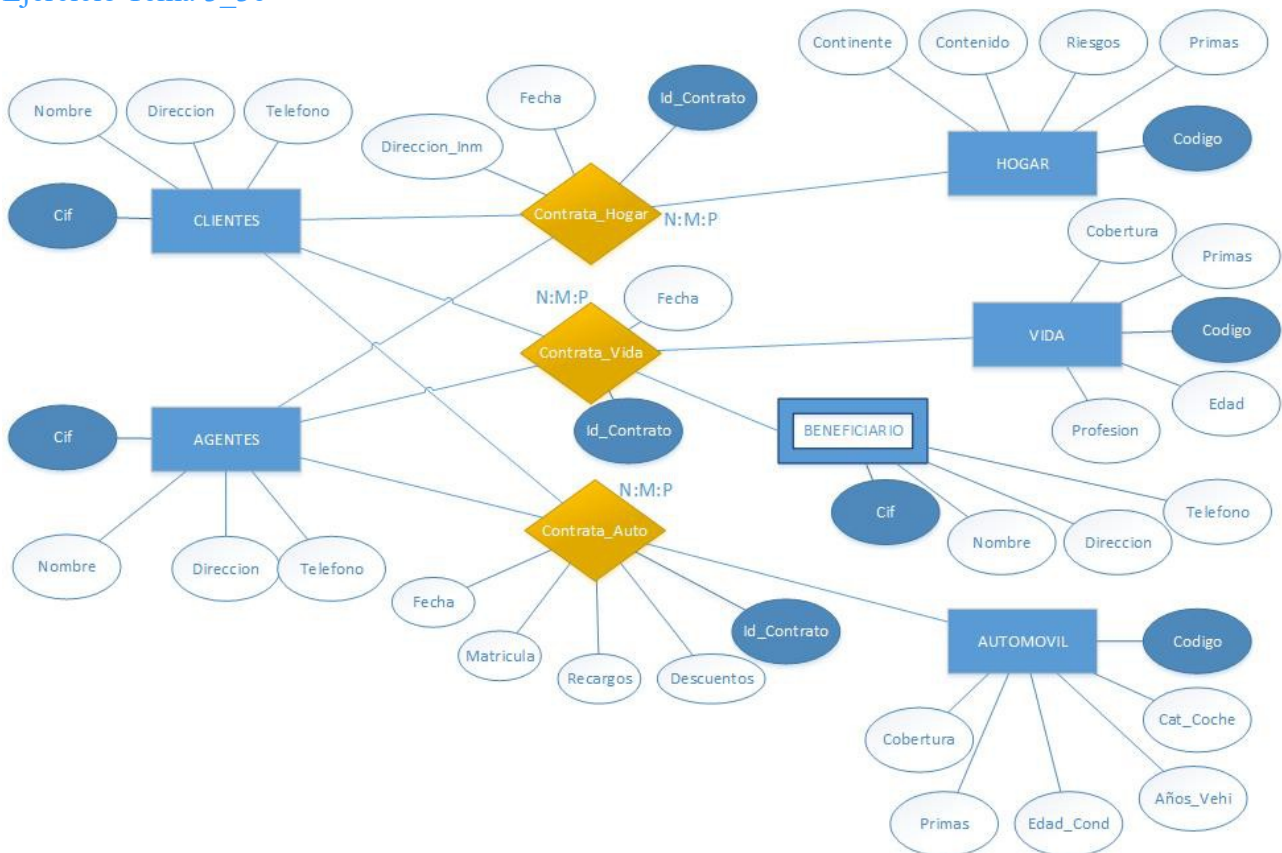 Continente
Contenido
Riesgos
Primas
Nombre
Direccion
Telefono
Fecha
Id_Contrato
Direccion_Inm
HOGAR
Codigo
Cif
CLIENTES
Contrata_Hogar
N:M:P
Cobertura
Primas
N:M:P
Fecha
Contrata_Vida
VIDA
Codigo
Cif
AGENTES
Id_Contrato
BENEFICIARIO
Profesion
Edad
N:M:P
Cif
Telefono
Contrata_Auto
Nombre
Direccion
Nombre
Direccion
Telefono
Fecha
Matricula
Recargos
Descuentos
Id_Contrato
AUTOMOVIL
Codigo
Cobertura
Cat_Coche
Primas
Edad_Cond
Años_Vehi